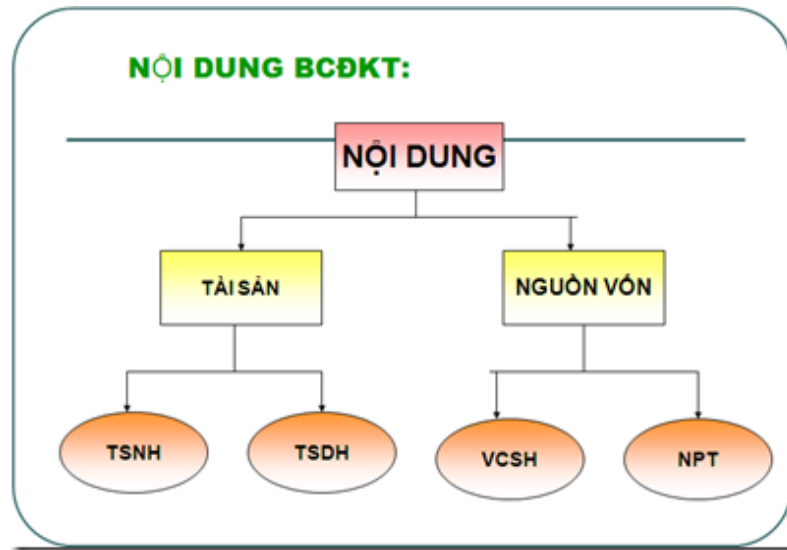 NỘI DUNG BCĐKT:
NỘI DUNG
TÀI SẢN
NGUỒN VỐN
TSNH
TSDH
VCSH
NPT